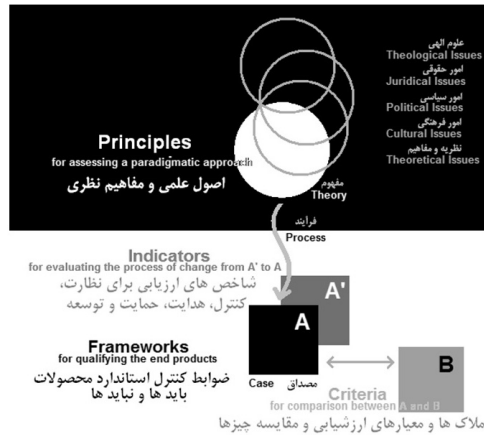 علوم الهی
Theological Issues
امور حقوقی
Juridical Issues
امور سیاسی
Political Issues
امور فرهنگی
Cultural Issues
نظریه و مفاهیم
Theoretical Issues
Principles
for assessing a paradigmatic approach
اصول علمی و مفاهیم نظری
مفهوم
Theory
فرآیند
Process
Indicators
for evaluating the process of change from A' to A
شاخص های ارزیابی برای نظارت،
کنترل، هدایت، حمایت و توسعه
A'
A
Frameworks
for qualifying the end products
ضوابط کنترل استاندارد محصولات
باید ها و نباید ها
Case مصداق
B
Criteria
for comparison between A and B
ملاک ها و معیارهای ارزشیابی و مقایسه چیزها